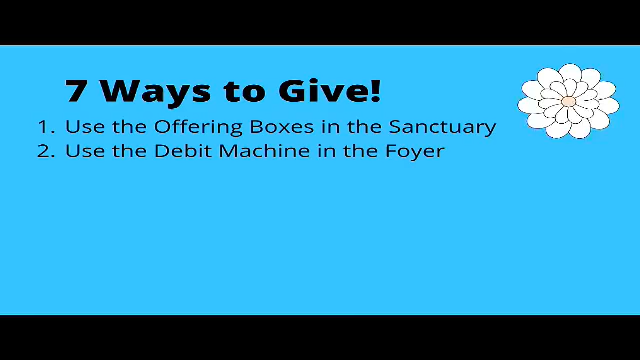 7 Ways to Give!
1. Use the Offering Boxes in the Sanctuary
2. Use the Debit Machine in the Foyer